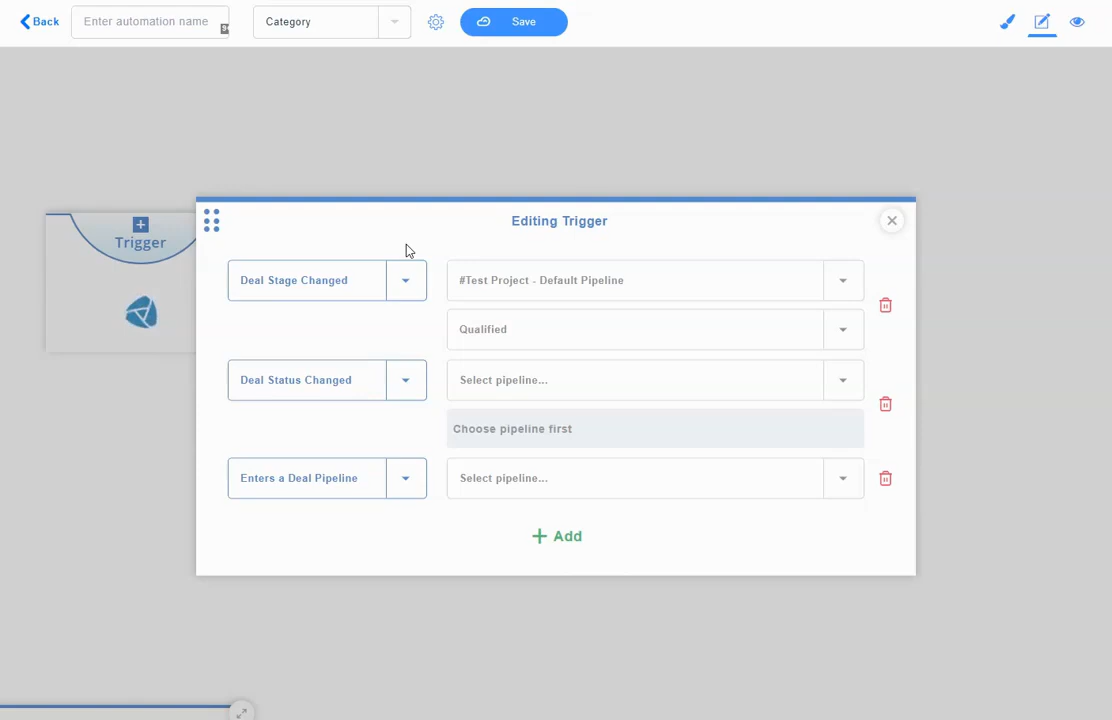 Back
Enter automation name
Category
Save
Trigger
Editing Trigger
Deal Stage Changed
#Test Project - Default Pipeline
Qualified
Deal Status Changed
Select pipeline...
Choose pipeline first
Enters a Deal Pipeline
Select pipeline...
+ Add